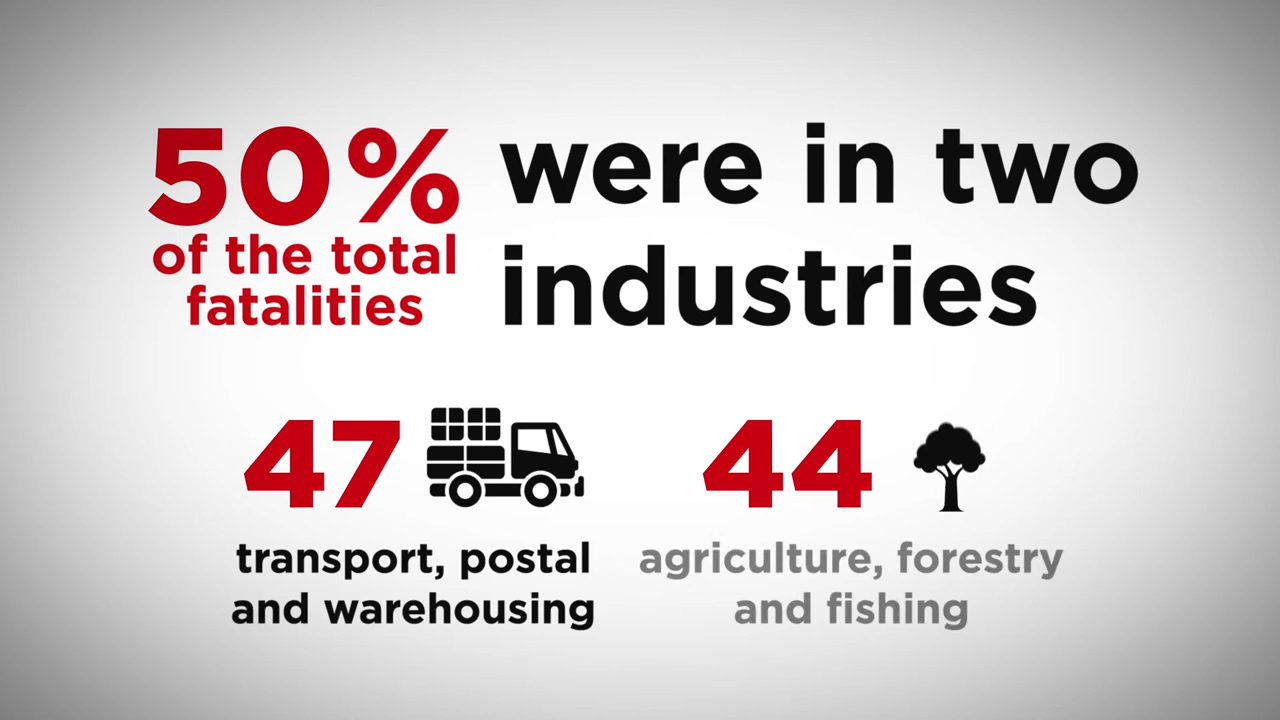 50%
of the total
fatalities
were in two
industries
47
transport, postal
and warehousing
44
agriculture, forestry
and fishing